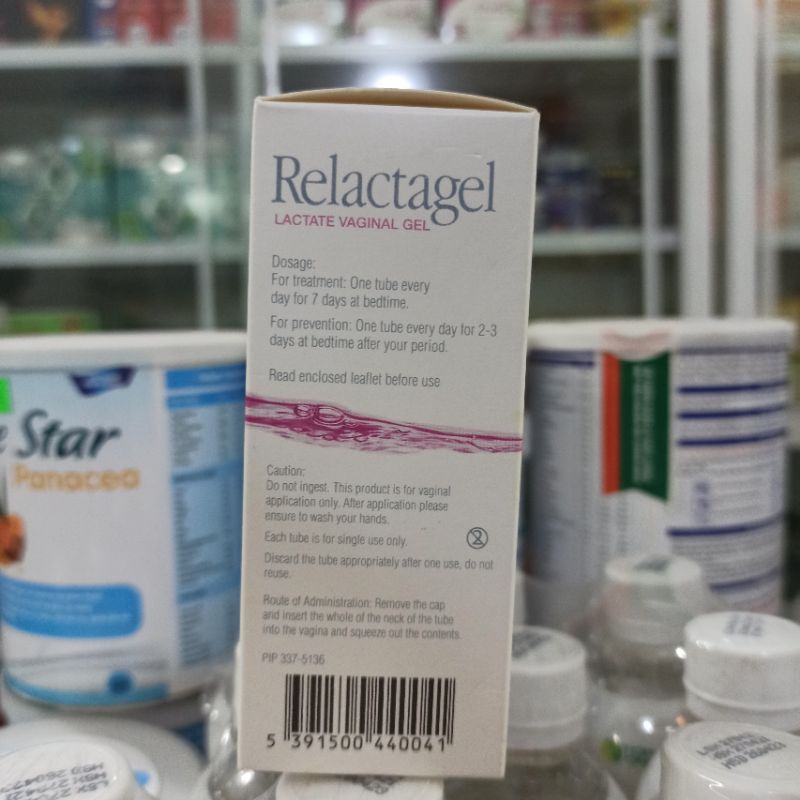 Relactagel
LACTATE VAGINAL GEL
Dosage:
For treatment: One tube every
day for 7 days at bedtime.
For prevention: One tube every day for 2-3
days at bedtime after your period.
Read enclosed leaflet before use
Caution:
Do not ingest. This product is for vaginal
application only. After application please
ensure to wash your hands.
Each tube is for single use only.
2
Discard the tube appropriately after one use, do not
reuse.
Route of Administration: Remove the cap
and insert the whole of the neck of the tube
into the vagina and squeeze out the contents.
PIP 337-5136
5 391500 440041
Star
Panacea